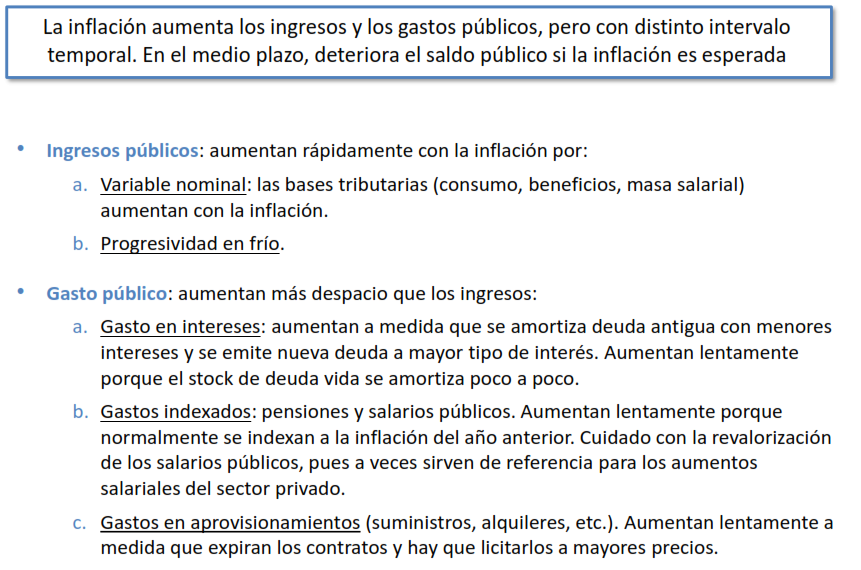 La inflación aumenta los ingresos y los gastos públicos, pero con distinto intervalo
temporal. En el medio plazo, deteriora el saldo público si la inflación es esperada
• Ingresos públicos: aumentan rápidamente con la inflación por:
a. Variable nominal: las bases tributarias (consumo, beneficios, masa salarial)
aumentan con la inflación.
b. Progresividad en frío.
• Gasto público: aumentan más despacio que los ingresos:
a. Gasto en intereses: aumentan a medida que se amortiza deuda antigua con menores
intereses y se emite nueva deuda a mayor tipo de interés. Aumentan lentamente
porque el stock de deuda vida se amortiza poco a poco.
b. Gastos indexados: pensiones y salarios públicos. Aumentan lentamente porque
normalmente se indexan a la inflación del año anterior. Cuidado con la revalorización
de los salarios públicos, pues a veces sirven de referencia para los aumentos
salariales del sector privado.
c. Gastos en aprovisionamientos (suministros, alquileres, etc.). Aumentan lentamente a
medida que expiran los contratos y hay que licitarlos a mayores precios.